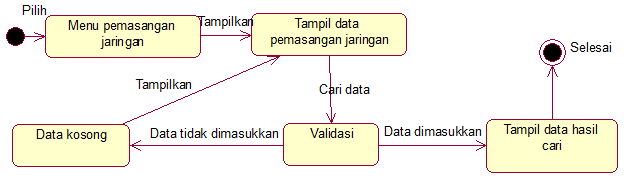 Pilih
Menu pemasangan
jaringan
Tampilkan
Tampil data
pemasangan jaringan
Selesai
Tampilkan
Cari data
Data kosong
Data tidak dimasukkan
Validasi
Data dimasukkan
Tampil data hasil
cari